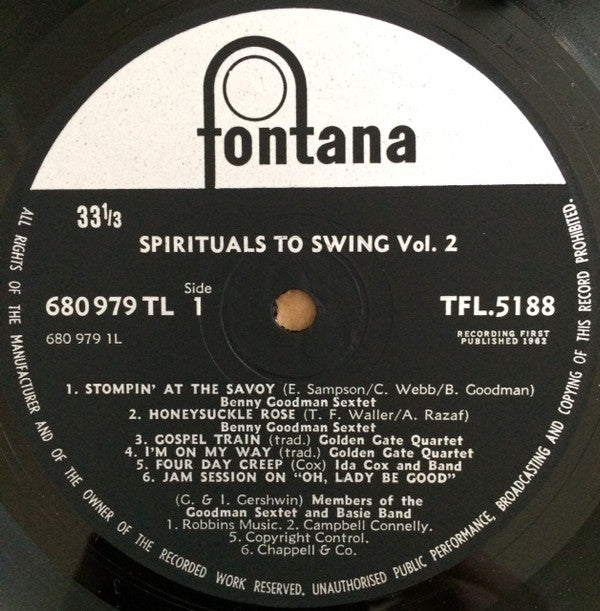 fontana
33 1/3
SPIRITUALS TO SWING Vol. 2
680 979 TL Side 1 TFL.5188
680 979 1L
RECORDING FIRST
PUBLISHED 1962
1. STOMPIN' AT THE SAVOY (E. Sampson/C. Webb/B. Goodman)
Benny Goodman Sextet
2. HONEYSUCKLE ROSE (T. F. Waller/A. Razaf)
Benny Goodman Sextet
3. GOSPEL TRAIN (trad.) Golden Gate Quartet
4. I'M ON MY WAY (trad.) Golden Gate Quartet
5. FOUR DAY CREEP (Cox) Ida Cox and Band
6. JAM SESSION ON "OH, LADY BE GOOD"
(G. & I. Gershwin) Members of the
Goodman Sextet and Basie Band
1. Robbins Music. 2. Campbell Connelly.
5. Copyright Control.
6. Chappell & Co.
ALL RIGHTS OF THE MANUFACTURER AND OF THE OWNER OF THE RECORDED WORK RESERVED. UNAUTHORISED PUBLIC PERFORMANCE, BROADCASTING AND COPYING OF THIS RECORD PROHIBITED.